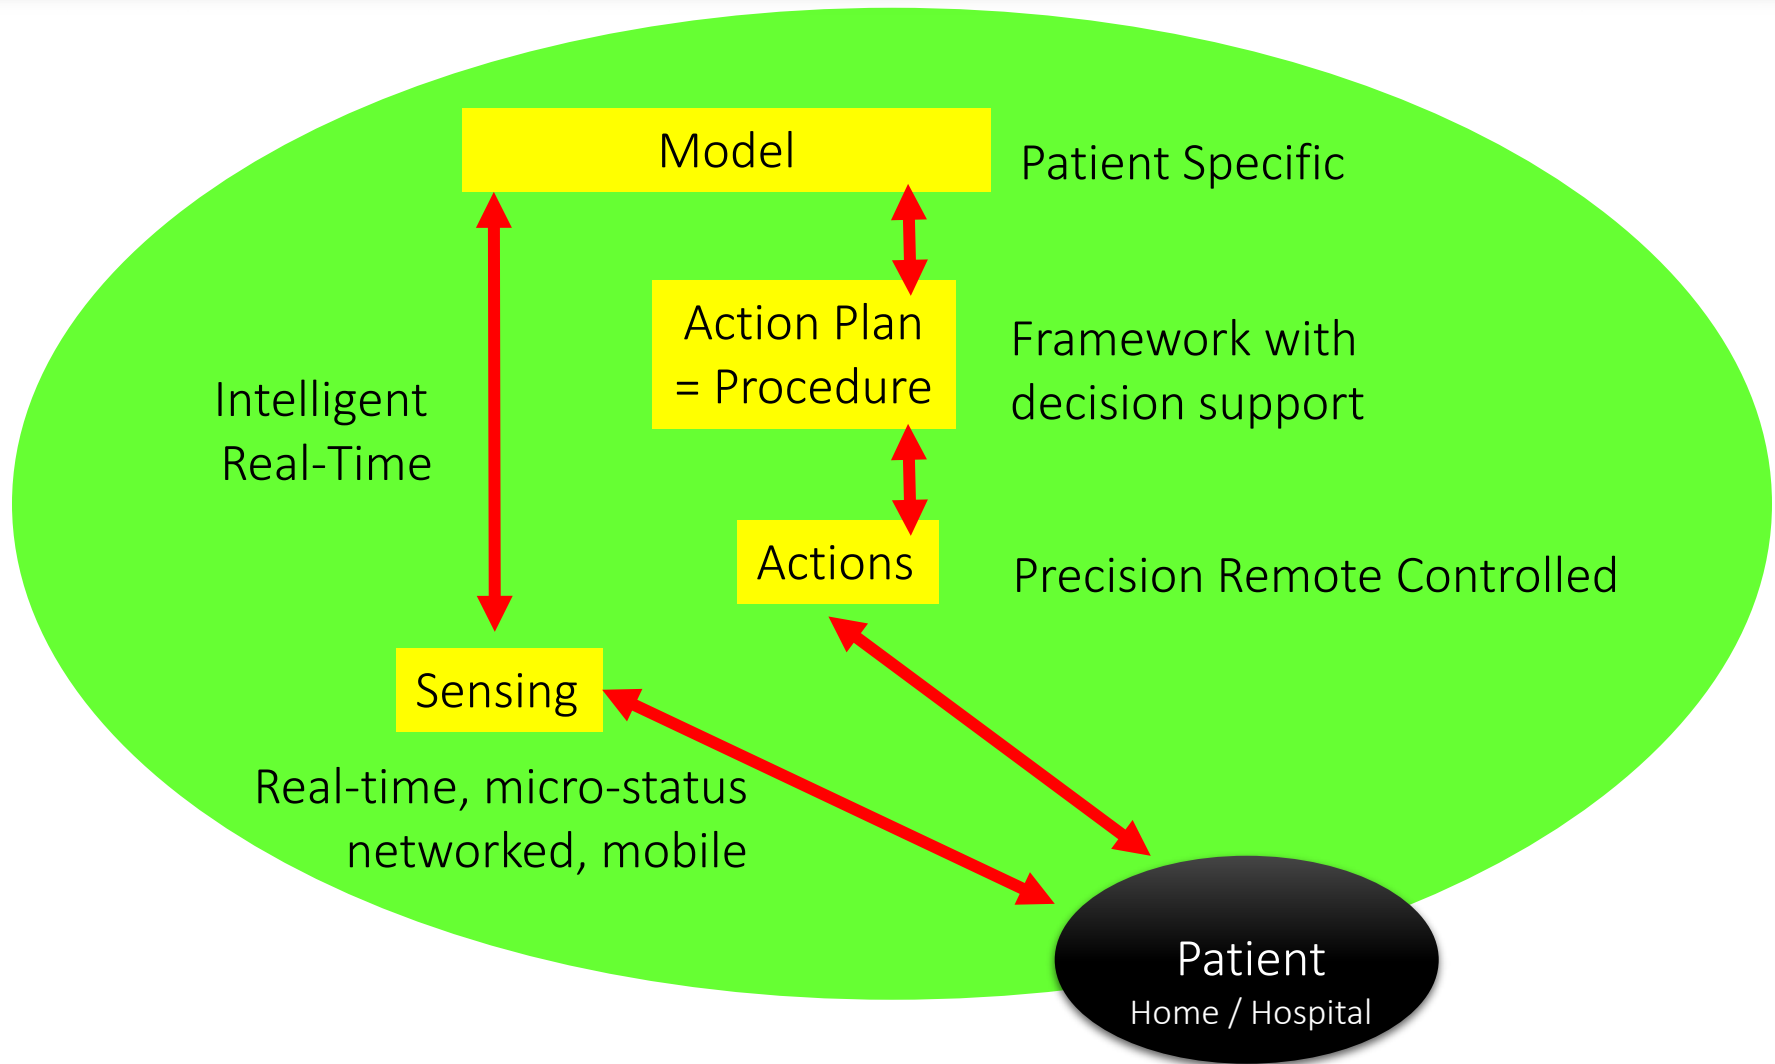 Model
Patient Specific
Action Plan
= Procedure
Framework with
decision support
Intelligent
Real-Time
Actions
Precision Remote Controlled
Sensing
Real-time, micro-status
networked, mobile
Patient
Home / Hospital